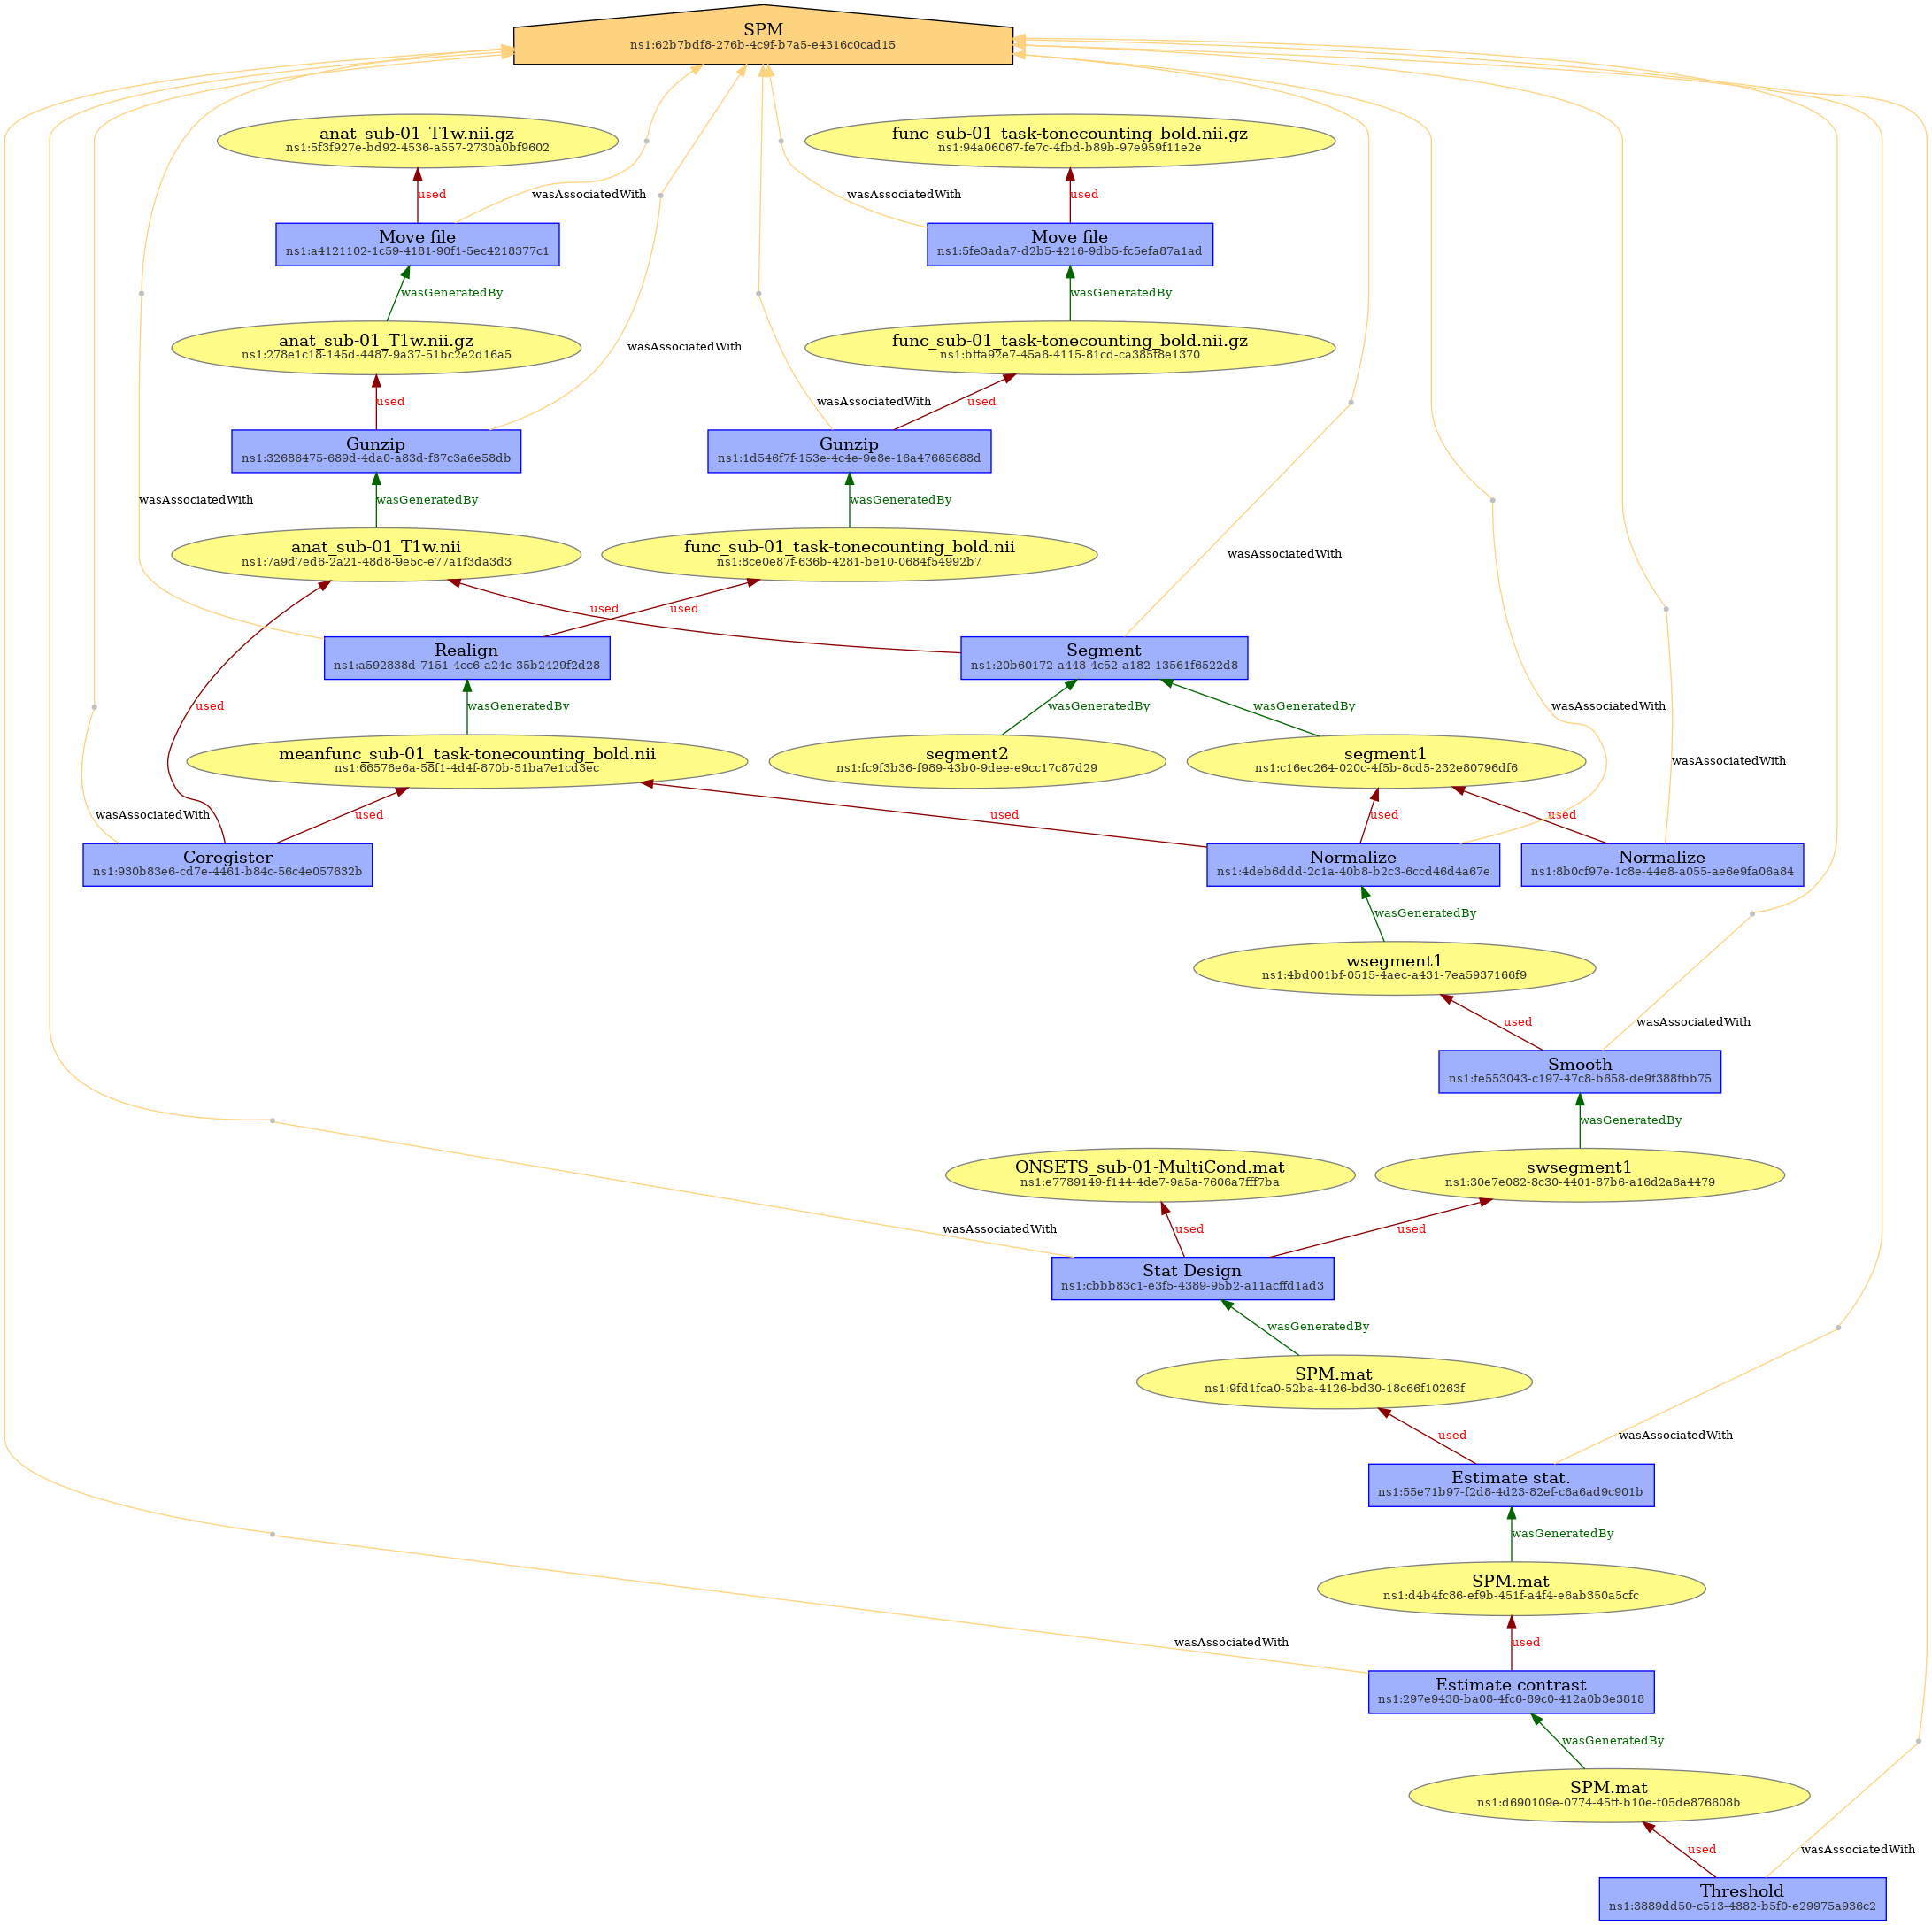 SPM
ns1:62b7bdf8-276b-4c9f-b7a5-e4316c0cad15
anat_sub-01_T1w.nii.gz
ns1:5f3f927e-bd92-4536-a557-2730a0bf9602
func_sub-01_task-tonecounting_bold.nii.gz
ns1:94a06067-fe7c-4fbd-b89b-97e959f11e2e
used
wasAssociatedWith
wasAssociatedWith
used
Move file
ns1:a4121102-1c59-4181-90f1-5ec4218377c1
Move file
ns1:5fe3ada7-d2b5-4216-9db5-fc5efa87a1ad
wasGeneratedBy
wasGeneratedBy
anat_sub-01_T1w.nii.gz
ns1:278e1c18-145d-4487-9a37-51bc2e2d16a5
wasAssociatedWith
func_sub-01_task-tonecounting_bold.nii.gz
ns1:bffa92e7-45a6-4115-81cd-ca385f8e1370
used
wasAssociatedWith
used
Gunzip
ns1:32686475-689d-4da0-a83d-f37c3a6e58db
Gunzip
ns1:1d546f7f-153e-4c4e-9e8e-16a47665688d
wasAssociatedWith
wasGeneratedBy
wasGeneratedBy
anat_sub-01_T1w.nii
ns1:7a9d7ed6-2a21-48d8-9e5c-e77a1f3da3d3
func_sub-01_task-tonecounting_bold.nii
ns1:8ce0e87f-636b-4281-be10-0684f54992b7
wasAssociatedWith
used
used
Realign
ns1:a592838d-7151-4cc6-a24c-35b2429f2d28
Segment
ns1:20b60172-a448-4c52-a182-13561f6522d8
used
wasGeneratedBy
wasGeneratedBy
wasGeneratedBy
wasAssociatedWith
meanfunc_sub-01_task-tonecounting_bold.nii
ns1:66576e6a-58f1-4d4f-870b-51ba7e1cd3ec
segment2
ns1:fc9f3b36-f989-43b0-9dee-e9cc17c87d29
segment1
ns1:c16ec264-020c-4f5b-8cd5-232e80796df6
wasAssociatedWith
wasAssociatedWith
used
used
used
used
Coregister
ns1:930b83e6-cd7e-4461-b84c-56c4e057632b
Normalize
ns1:4deb6ddd-2c1a-40b8-b2c3-6ccd46d4a67e
Normalize
ns1:8b0cf97e-1c8e-44e8-a055-ae6e9fa06a84
wasGeneratedBy
wsegment1
ns1:4bd001bf-0515-4aec-a431-7ea5937166f9
used
wasAssociatedWith
Smooth
ns1:fe553043-c197-47c8-b658-de9f388fbb75
wasGeneratedBy
ONSETS_sub-01-MultiCond.mat
ns1:e7789149-f144-4de7-9a5a-7606a7fff7ba
swsegment1
ns1:30e7e082-8c30-4401-87b6-a16d2a8a4479
wasAssociatedWith
used
used
Stat Design
ns1:cbbb83c1-e3f5-4389-95b2-a11acffd1ad3
wasGeneratedBy
SPM.mat
ns1:9fd1fca0-52ba-4126-bd30-18c66f10263f
used
wasAssociatedWith
Estimate stat.
ns1:55e71b97-f2d8-4d23-82ef-c6a6ad9c901b
wasGeneratedBy
SPM.mat
ns1:d4b4fc86-ef9b-451f-a4f4-e6ab350a5cfc
wasAssociatedWith
used
Estimate contrast
ns1:297e9438-ba08-4fc6-89c0-412a0b3e3818
wasGeneratedBy
SPM.mat
ns1:d690109e-0774-45ff-b10e-f05de876608b
used
wasAssociatedWith
Threshold
ns1:3889dd50-c513-4882-b5f0-e29975a936c2